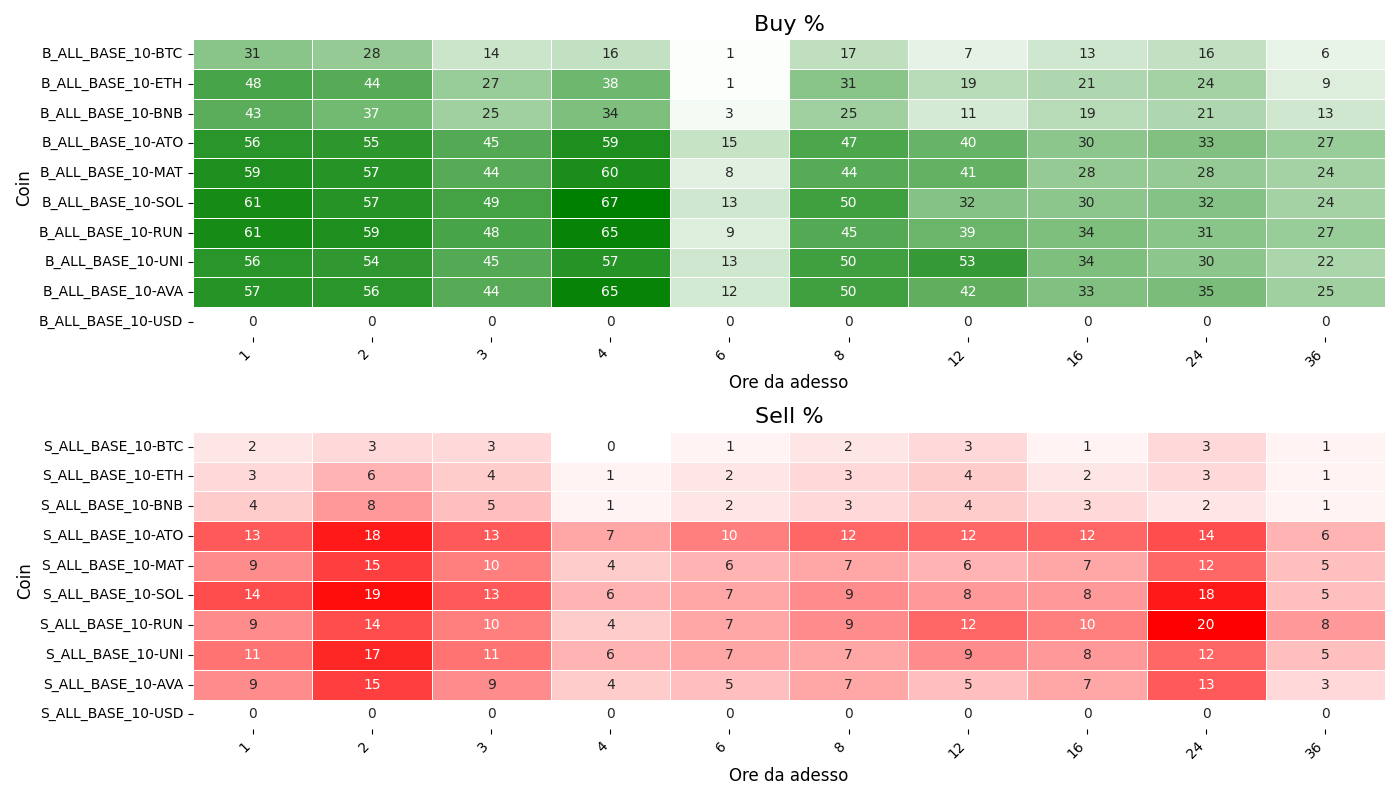 Buy %
Coin
B_ALL_BASE_10-BTC 31 28 14 16 1 17 7 13 16 6
B_ALL_BASE_10-ETH 48 44 27 38 1 31 19 21 24 9
B_ALL_BASE_10-BNB 43 37 25 34 3 25 11 19 21 13
B_ALL_BASE_10-ATO 56 55 45 59 15 47 40 30 33 27
B_ALL_BASE_10-MAT 59 57 44 60 8 44 41 28 28 24
B_ALL_BASE_10-SOL 61 57 49 67 13 50 32 30 32 24
B_ALL_BASE_10-RUN 61 59 48 65 9 45 39 34 31 27
B_ALL_BASE_10-UNI 56 54 45 57 13 50 53 34 30 22
B_ALL_BASE_10-AVA 57 56 44 65 12 50 42 33 35 25
B_ALL_BASE_10-USD 0 0 0 0 0 0 0 0 0 0
1 2 3 4 6 8 12 16 24 36
Ore da adesso
Sell %
Coin
S_ALL_BASE_10-BTC 2 3 3 0 1 2 3 1 3 1
S_ALL_BASE_10-ETH 3 6 4 1 2 3 4 2 3 1
S_ALL_BASE_10-BNB 4 8 5 1 2 3 4 3 2 1
S_ALL_BASE_10-ATO 13 18 13 7 10 12 12 12 14 6
S_ALL_BASE_10-MAT 9 15 10 4 6 7 6 7 12 5
S_ALL_BASE_10-SOL 14 19 13 6 7 9 8 8 18 5
S_ALL_BASE_10-RUN 9 14 10 4 7 9 12 10 20 8
S_ALL_BASE_10-UNI 11 17 11 6 7 7 9 8 12 5
S_ALL_BASE_10-AVA 9 15 9 4 5 7 5 7 13 3
S_ALL_BASE_10-USD 0 0 0 0 0 0 0 0 0 0
1 2 3 4 6 8 12 16 24 36
Ore da adesso